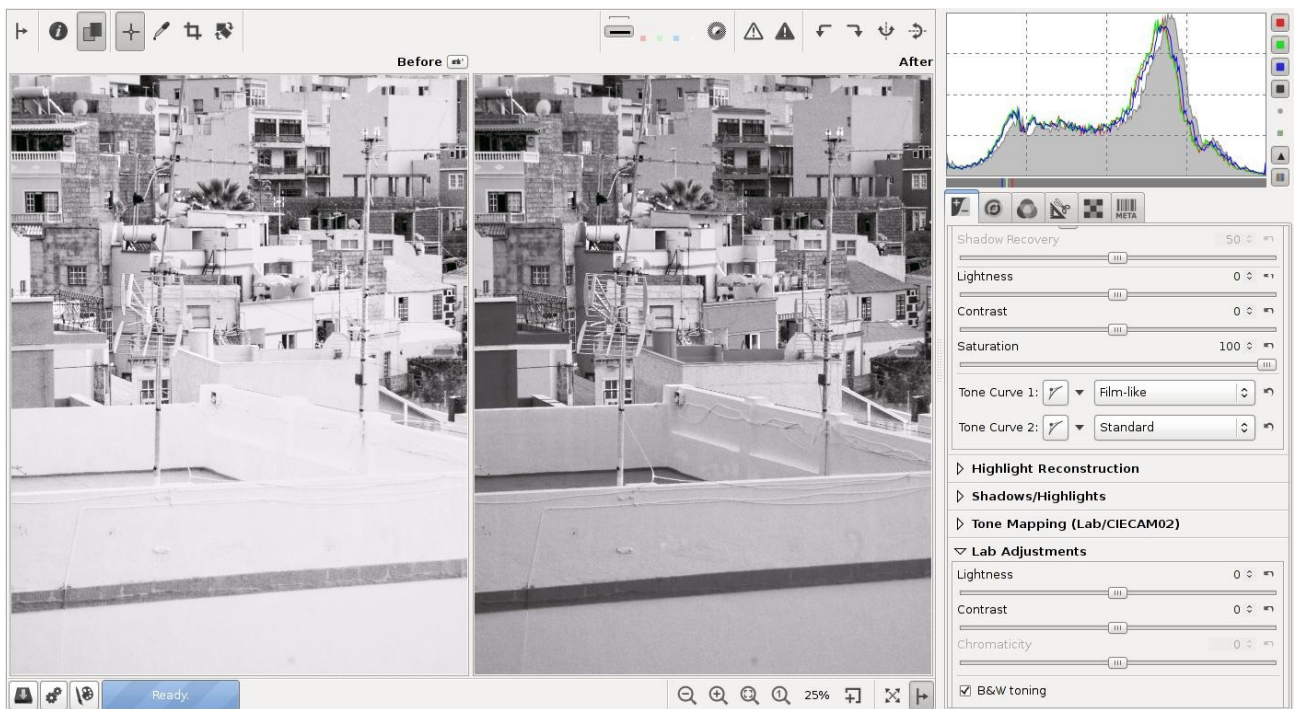 Before
After
META
Shadow Recovery 50
Lightness 0
Contrast 0
Saturation 100
Tone Curve 1: Film-like
Tone Curve 2: Standard
Highlight Reconstruction
Shadows/Highlights
Tone Mapping (Lab/CIECAM02)
Lab Adjustments
Lightness 0
Contrast 0
Chromaticity 0
B&W toning
Ready. 1 25%